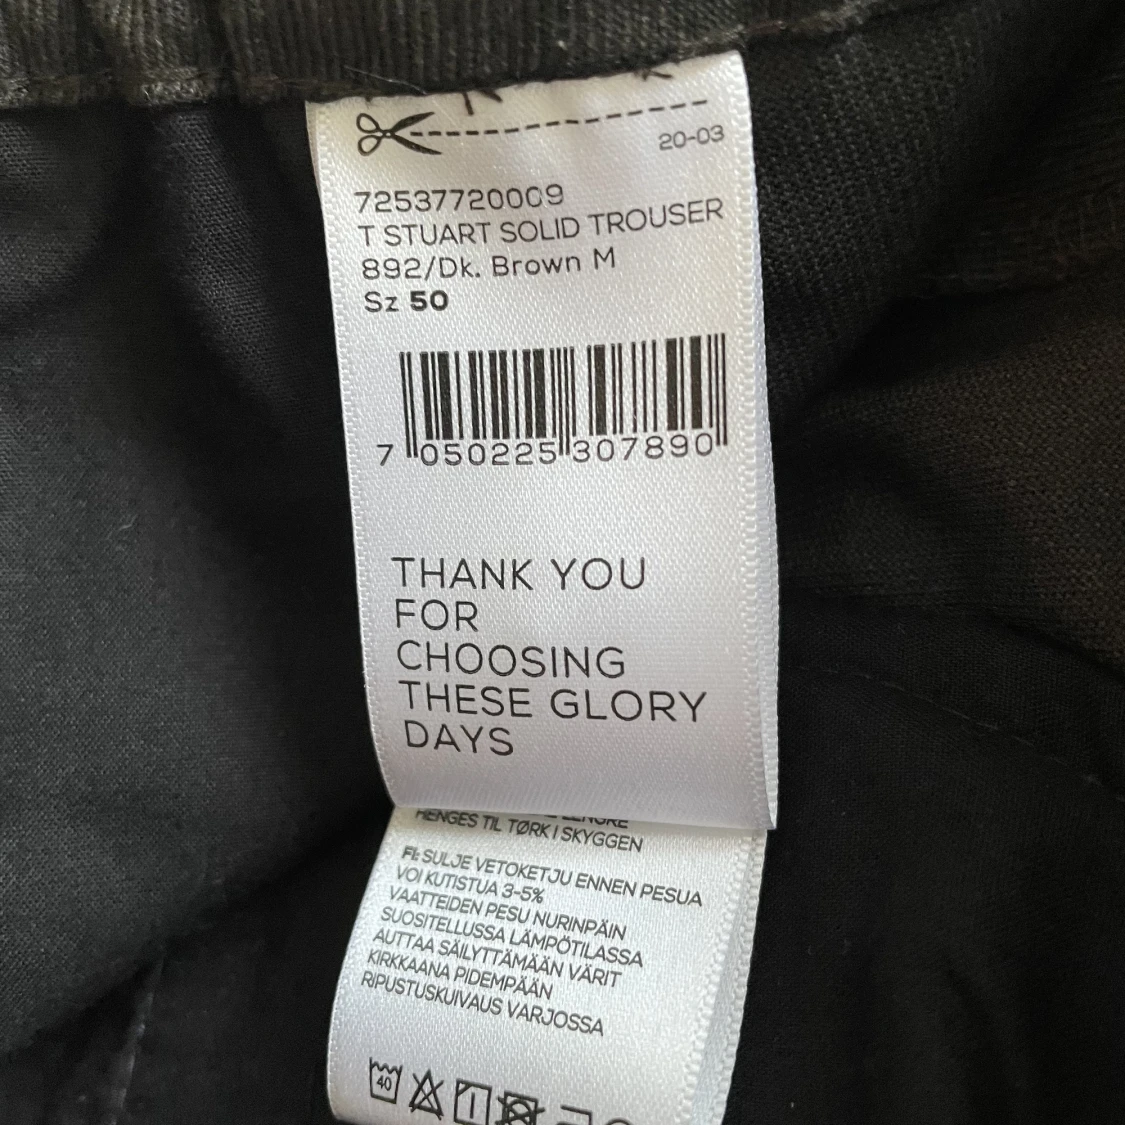 20-03
72537720009
T STUART SOLID TROUSER
892/Dk. Brown M
Sz 50
7 050225 307890
THANK YOU
FOR
CHOOSING
THESE GLORY
DAYS
HENGES TIL TØRK I SKYGGEN
FI: SULJE VETOKETJU ENNEN PESUA
VOI KUTISTUA 3-5%
VAATTEIDEN PESU NURINPÄIN
SUOSITELLUSSA LÄMPÖTILASSA
AUTTAA SÄILYTTÄMÄÄN VÄRIT
KIRKKAANA PIDEMPÄÄN
RIPUSTUSKUIVAUS VARJOSSA
40